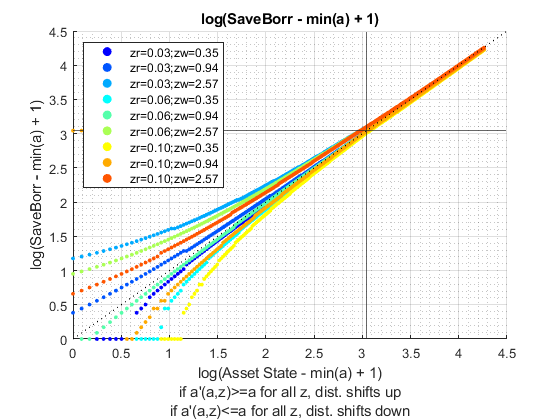 log(SaveBorr - min(a) + 1)
4.5
4
3.5
3
2.5
2
1.5
1
0.5
0
log(SaveBorr - min(a) + 1)
zr=0.03;zw=0.35
zr=0.03;zw=0.94
zr=0.03;zw=2.57
zr=0.06;zw=0.35
zr=0.06;zw=0.94
zr=0.06;zw=2.57
zr=0.10;zw=0.35
zr=0.10;zw=0.94
zr=0.10;zw=2.57
0 0.5 1 1.5 2 2.5 3 3.5 4 4.5
log(Asset State - min(a) + 1)
if a'(a,z)>=a for all z, dist. shifts up
if a'(a,z)<=a for all z, dist. shifts down